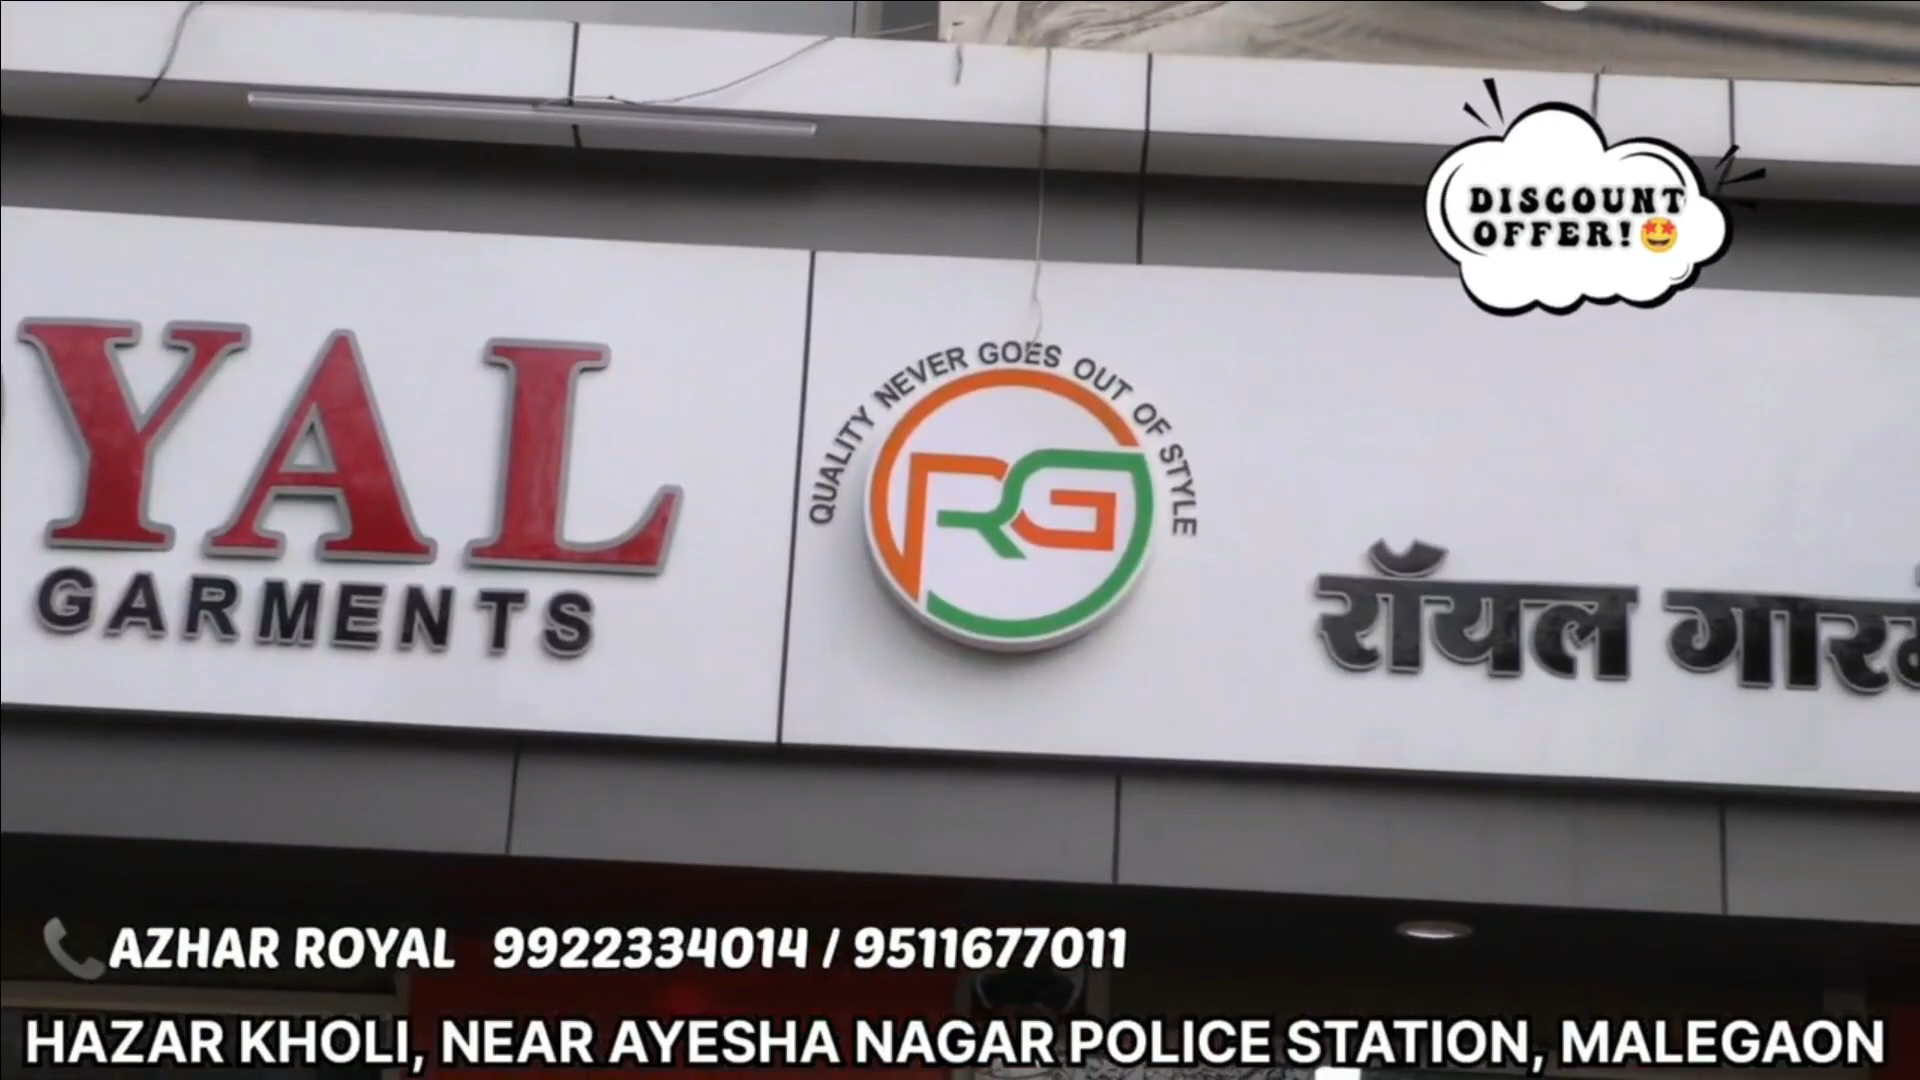 DISCOUNT
OFFER!🤩
YAL
GARMENTS
QUALITY NEVER GOES OUT OF STYLE
RG
रॉयल
AZHAR ROYAL 9922334014 / 9511677011
HAZAR KHOLI, NEAR AYESHA NAGAR POLICE STATION, MALEGAON